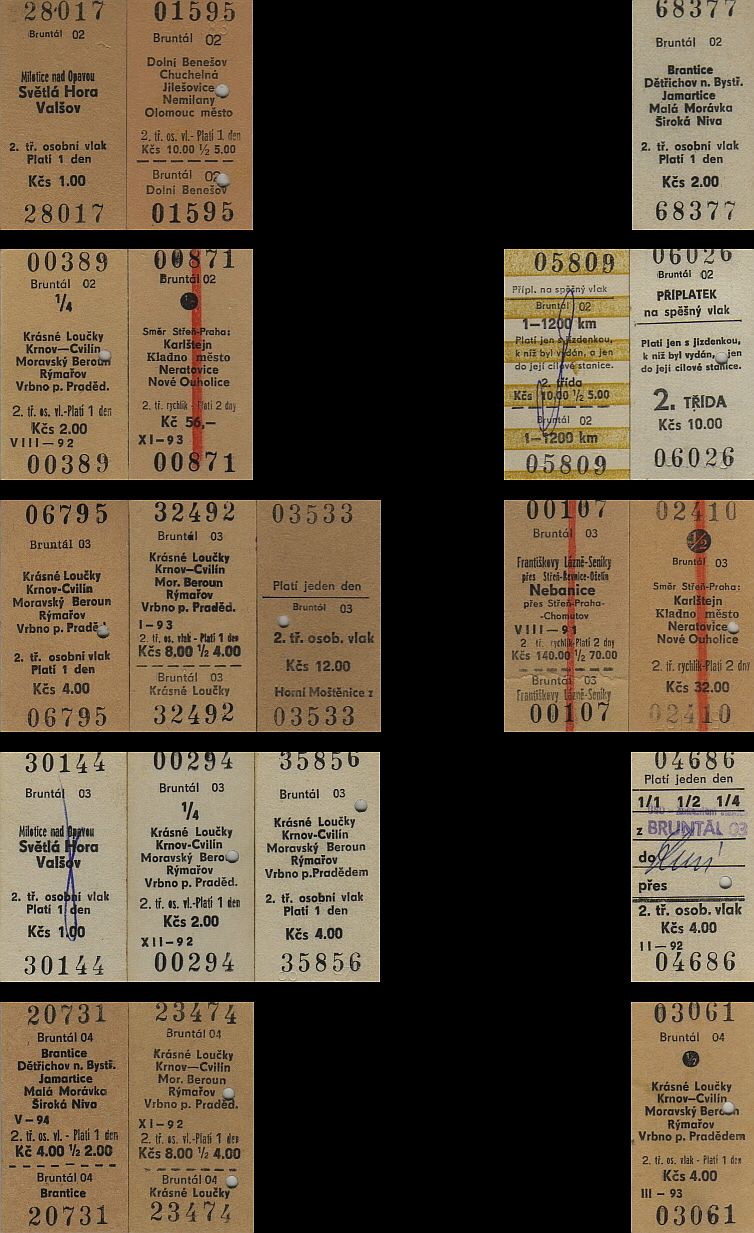 28017
Bruntál 02
Milotice nad Opavou
Světlá Hora
Valšov
2. tř. osobní vlak
Platí 1 den
Kčs 1.00
28017
01595
Bruntál 02
Dolní Benešov
Chuchelná
Jilešovice
Nemilany
Olomouc město
2. tř. os. vl.- Platí 1 den
Kčs 10.00 ½ 5.00
Bruntál 02
Dolní Benešov
01595
68377
Bruntál 02
Brantice
Dětřichov n. Bystř.
Jamartice
Malá Morávka
Široká Niva
2. tř. osobní vlak
Platí 1 den
Kčs 2.00
68377
00389
Bruntál 02
1/4
Krásné Loučky
Krnov—Cvilín
Moravský Beroun
Rýmařov
Vrbno p. Praděd.
2. tř. os. vl.-Platí 1 den
Kčs 2.00
VIII—92
00389
00871
Bruntál 02
½
Směr Střeň-Praha:
Karlštejn
Kladno město
Neratovice
Nové Ouholice
2. tř. rychlík-Platí 2 dny
Kč 56,—
XI-93
00871
05809
Přípl. na spěšný vlak
Bruntál 02
1—1200 km
Platí jen s jízdenkou,
k níž byl vydán, a jen
do její cílové stanice.
2. třída
Kčs 10.00 ½ 5.00
Bruntál 02
1—1200 km
05809
06026
Bruntál 02
PŘÍPLATEK
na spěšný vlak
Platí jen s jízdenkou,
k níž byl vydán, jen
do její cílové stanice.
2. TŘÍDA
Kčs 10.00
06026
06795
Bruntál 03
Krásné Loučky
Krnov-Cvilín
Moravský Beroun
Rýmařov
Vrbno p. Praděd.
2. tř. osobní vlak
Platí 1 den
Kčs 4.00
06795
32492
Bruntál 03
Krásné Loučky
Krnov—Cvilín
Mor. Beroun
Rýmařov
Vrbno p. Praděd.
I-93
2. tř. os. vlak - Platí 1 den
Kčs 8.00 ½ 4.00
Bruntál 03
Krásné Loučky
32492
03533
Platí jeden den
Bruntál 03
2. tř. osob. vlak
Kčs 12.00
Horní Moštěnice z
03533
00107
Bruntál 03
Františkovy Lázně-Seníky
Nebanice
přes Střeň-Praha-
-Chomutov
VIII—91
2. tř. rychlík-Platí 2 dny
Kčs 140.00 ½ 70.00
Bruntál 03
Františkovy Lázně-Seníky
00107
02410
½
Bruntál 03
Směr Střeň-Praha:
Karlštejn
Kladno město
Neratovice
Nové Ouholice
2. tř. rychlík-Platí 2 dny
Kčs 32.00
02410
30144
Bruntál 03
Milotice nad Opavou
Světlá Hora
Valšov
2. tř. osobní vlak
Platí 1 den
Kčs 1.00
30144
00294
Bruntál 03
1/4
Krásné Loučky
Krnov-Cvilín
Moravský Beroun
Rýmařov
Vrbno p. Praděd.
2. tř. os. vlak - Platí 1 den
Kčs 2.00
XII-92
00294
35856
Bruntál 03
Krásné Loučky
Krnov-Cvilín
Moravský Beroun
Rýmařov
Vrbno p.Pradědem
2. tř. osobní vlak
Platí 1 den
Kčs 4.00
35856
04686
Platí jeden den
1/1 1/2 1/4
z BRUNTÁL 03
do
přes
2. tř. osob. vlak
Kčs 4.00
II—92
04686
20731
Bruntál 04
Brantice
Dětřichov n. Bystř.
Jamartice
Malá Morávka
Široká Niva
V-94
2. tř. os. vl. - Platí 1 den
Kč 4.00 ½ 2.00
Bruntál 04
Brantice
20731
23474
Bruntál 04
Krásné Loučky
Krnov—Cvilín
Mor. Beroun
Rýmařov
Vrbno p. Praděd.
XI-92
2. tř. os. vl.-Platí 1 den
Kčs 8.00 ½ 4.00
Bruntál 04
Krásné Loučky
23474
03061
Bruntál 04
½
Krásné Loučky
Krnov—Cvilín
Moravský Beroun
Rýmařov
Vrbno p. Pradědem
2. tř. os. vlak - Platí 1 den
Kčs 4.00
III-93
03061